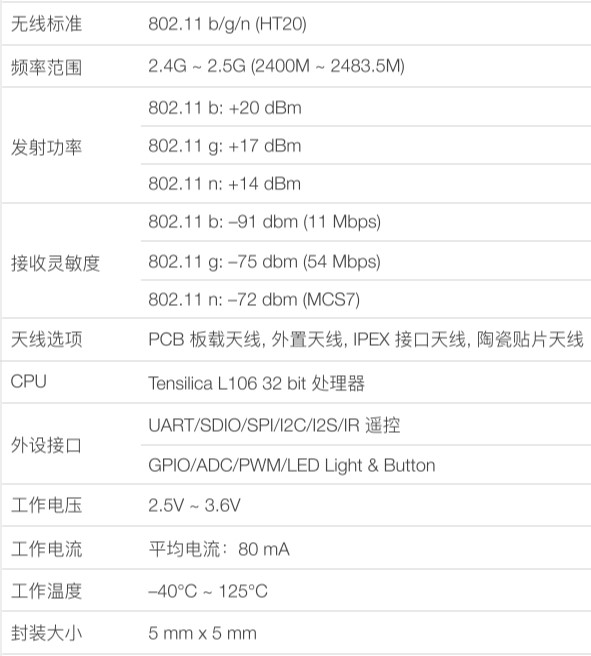 无线标准 802.11 b/g/n (HT20)
频率范围 2.4G ~ 2.5G (2400M ~ 2483.5M)
802.11 b: +20 dBm
发射功率 802.11 g: +17 dBm
802.11 n: +14 dBm
802.11 b: –91 dbm (11 Mbps)
接收灵敏度 802.11 g: –75 dbm (54 Mbps)
802.11 n: –72 dbm (MCS7)
天线选项 PCB 板载天线, 外置天线, IPEX 接口天线, 陶瓷贴片天线
CPU Tensilica L106 32 bit 处理器
外设接口 UART/SDIO/SPI/I2C/I2S/IR 遥控
GPIO/ADC/PWM/LED Light & Button
工作电压 2.5V ~ 3.6V
工作电流 平均电流：80 mA
工作温度 –40°C ~ 125°C
封装大小 5 mm x 5 mm